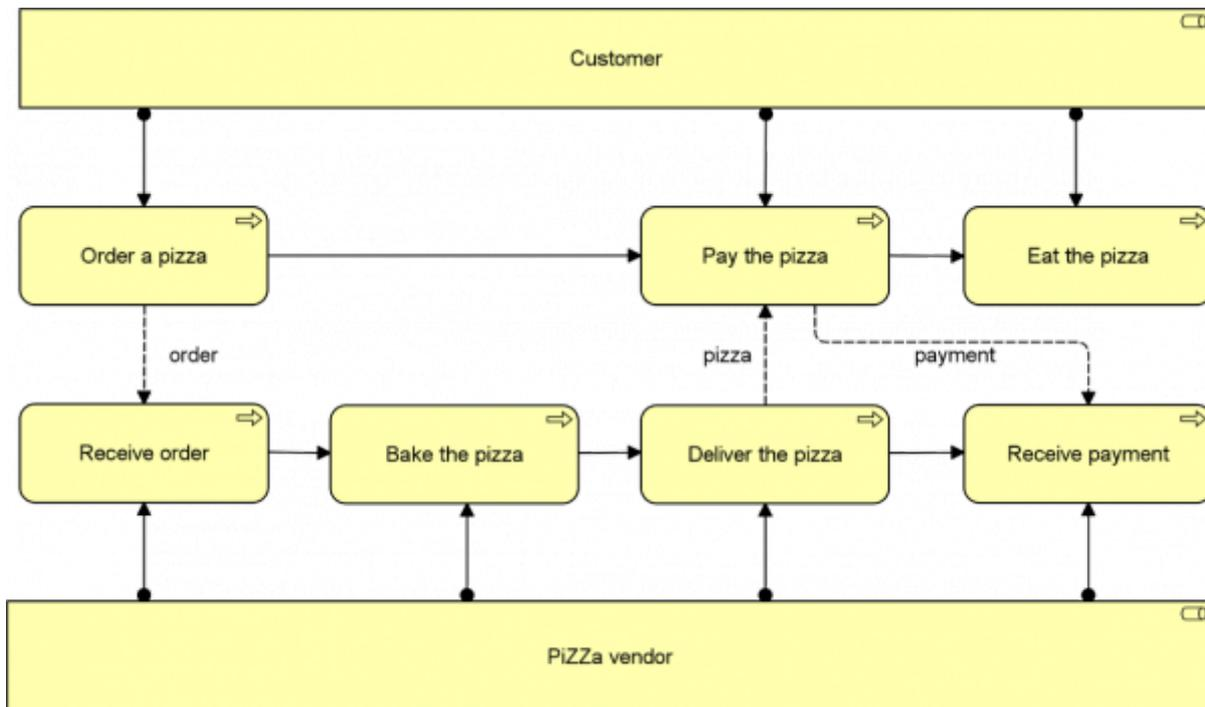 Customer
Order a pizza
Pay the pizza
Eat the pizza
order
pizza
payment
Receive order
Bake the pizza
Deliver the pizza
Receive payment
PiZZa vendor